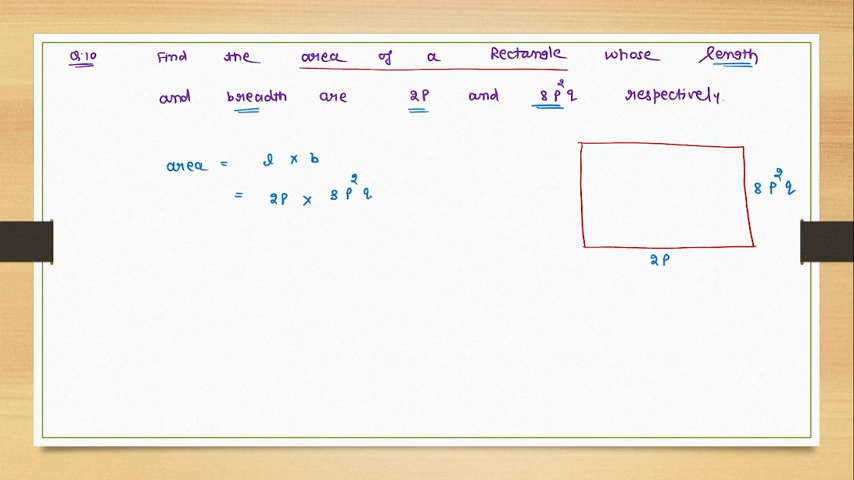 Q:10 Find the area of a Rectangle whose length
and breadth are 2P and 8P²q respectively.
area = l × b
= 2P × 8P²q
8P²q
2P